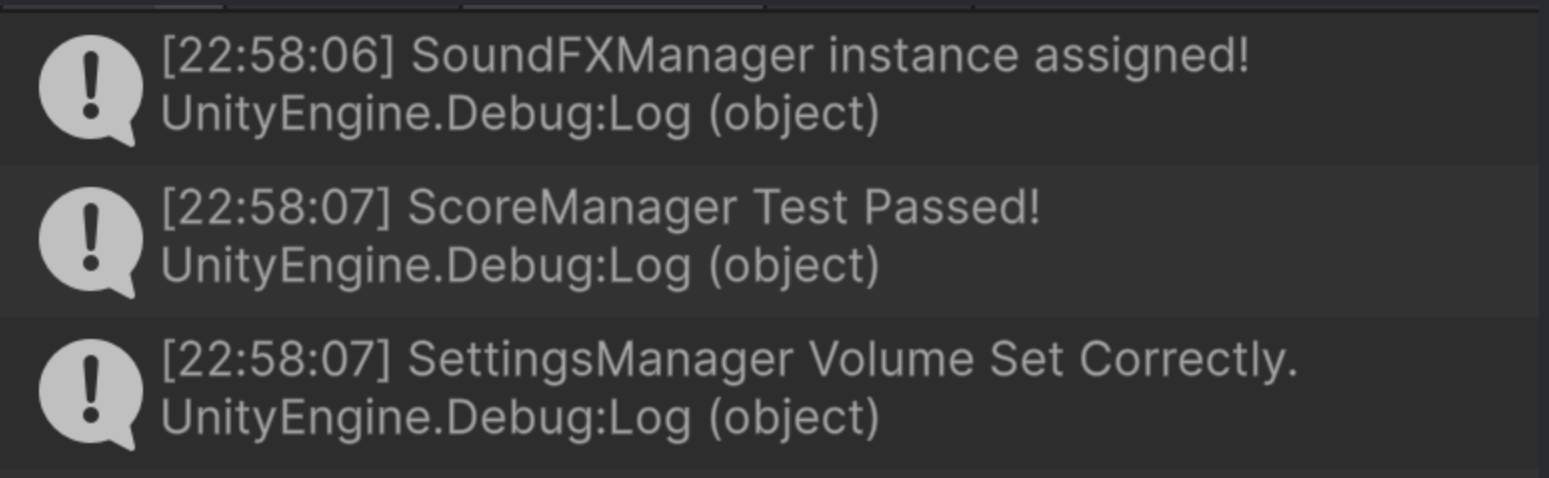 [22:58:06] SoundFXManager instance assigned!
UnityEngine.Debug:Log (object)
[22:58:07] ScoreManager Test Passed!
UnityEngine.Debug:Log (object)
[22:58:07] SettingsManager Volume Set Correctly.
UnityEngine.Debug:Log (object)